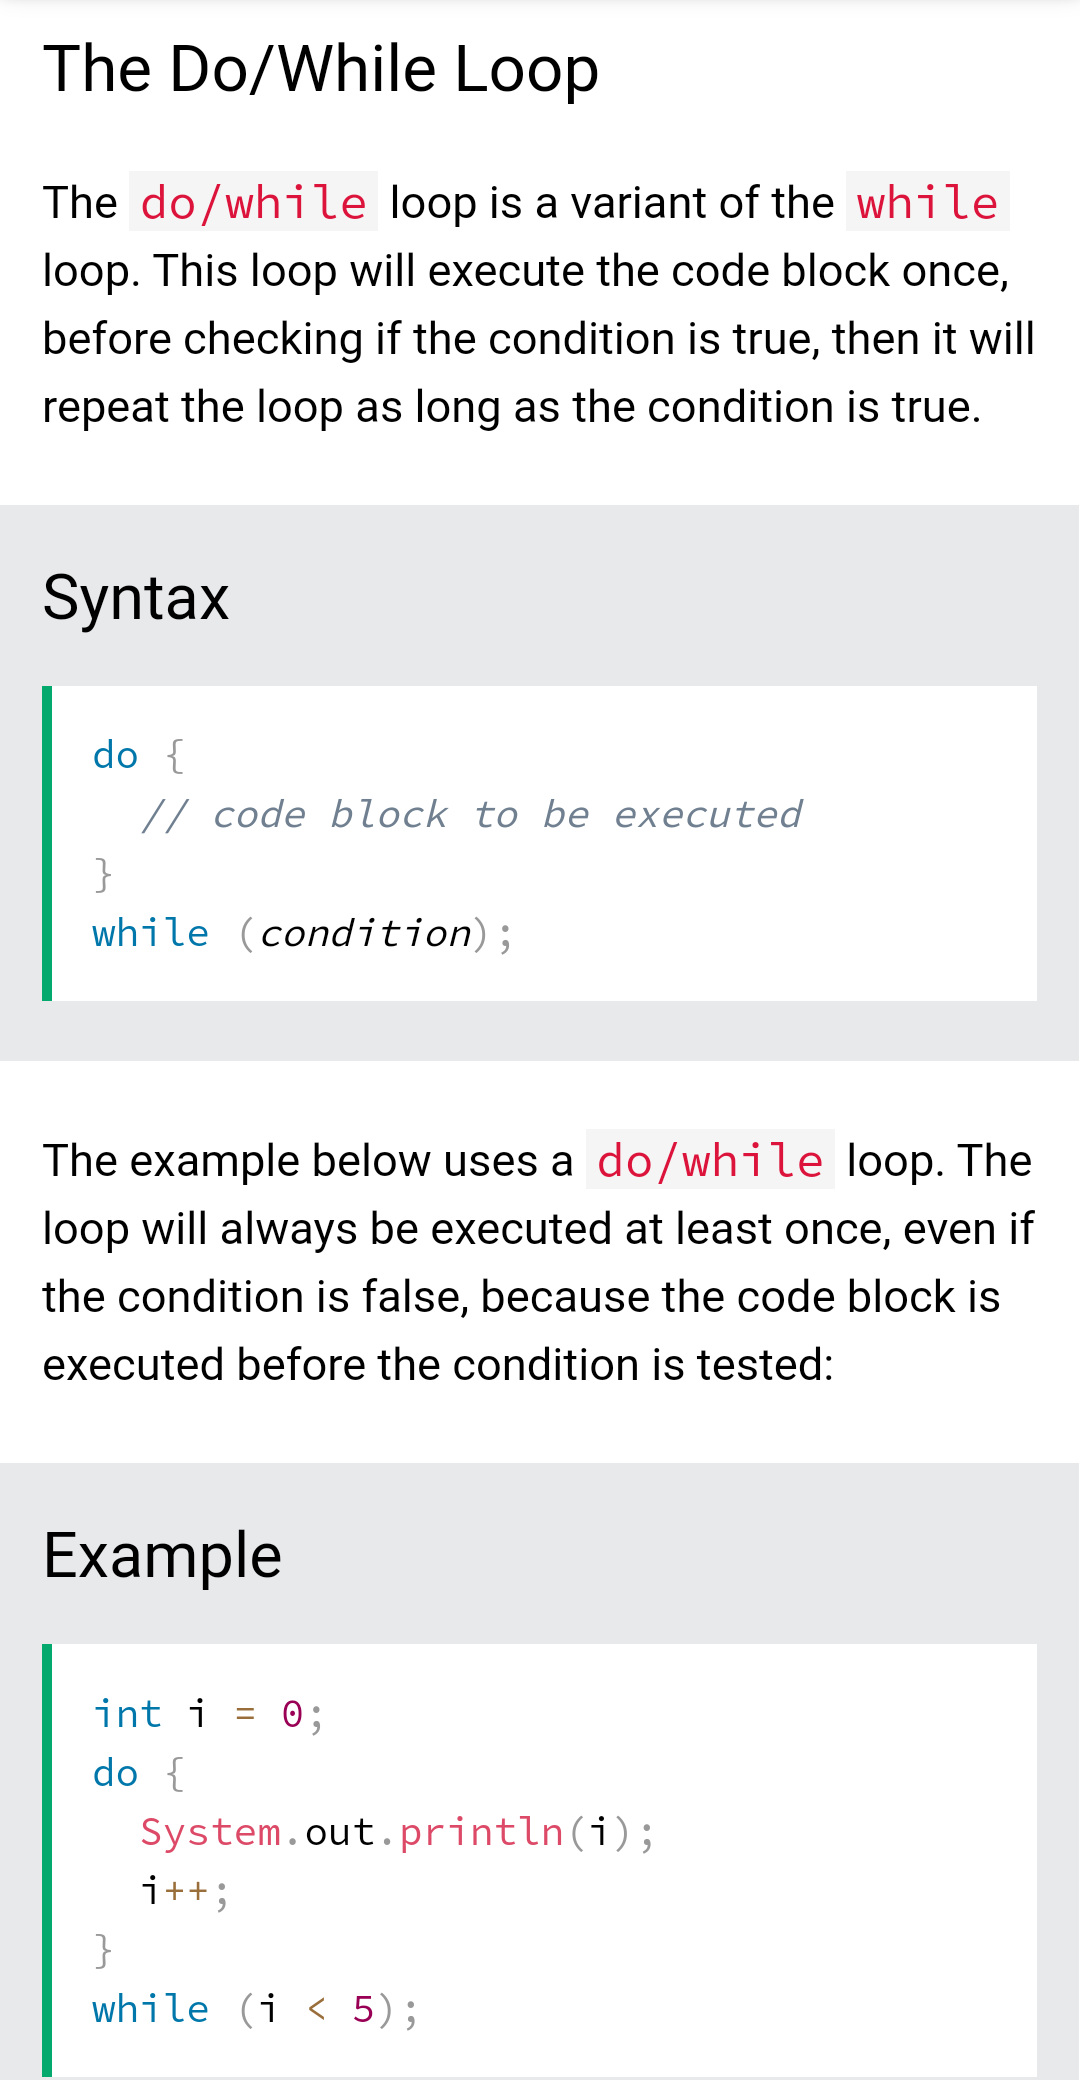 The Do/While Loop
The do/while loop is a variant of the while
loop. This loop will execute the code block once,
before checking if the condition is true, then it will
repeat the loop as long as the condition is true.
Syntax
do {
  // code block to be executed
}
while (condition);
The example below uses a do/while loop. The
loop will always be executed at least once, even if
the condition is false, because the code block is
executed before the condition is tested:
Example
int i = 0;
do {
  System.out.println(i);
  i++;
}
while (i < 5);